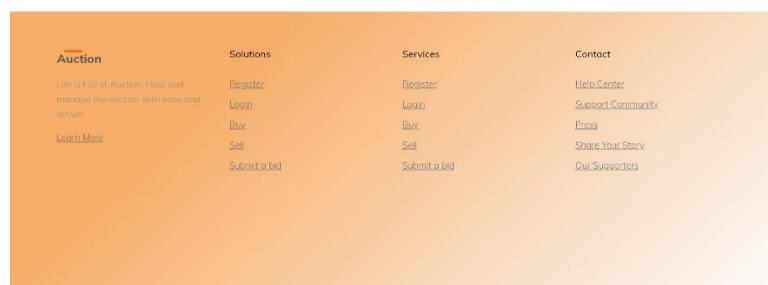 Auction
Life is Full of Auction. Host and
manage the auction with ease and
secure
Learn More
Solutions
Register
Login
Buy
Sell
Submit a bid
Services
Register
Login
Buy
Sell
Submit a bid
Contact
Help Center
Support Community
Press
Share Your Story
Our Supporters